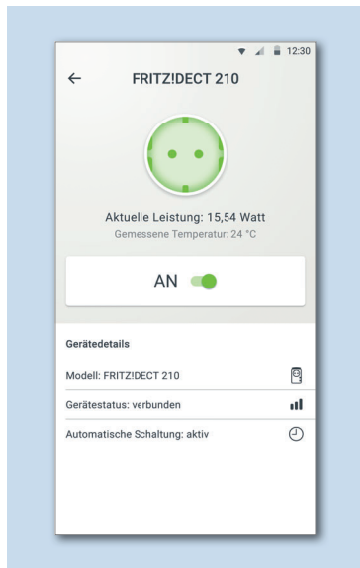 12:30
FRITZ!DECT 210
Aktuelle Leistung: 15,54 Watt
Gemessene Temperatur: 24 °C
AN
Gerätedetails
Modell: FRITZ!DECT 210
Gerätestatus: verbunden
Automatische Schaltung: aktiv